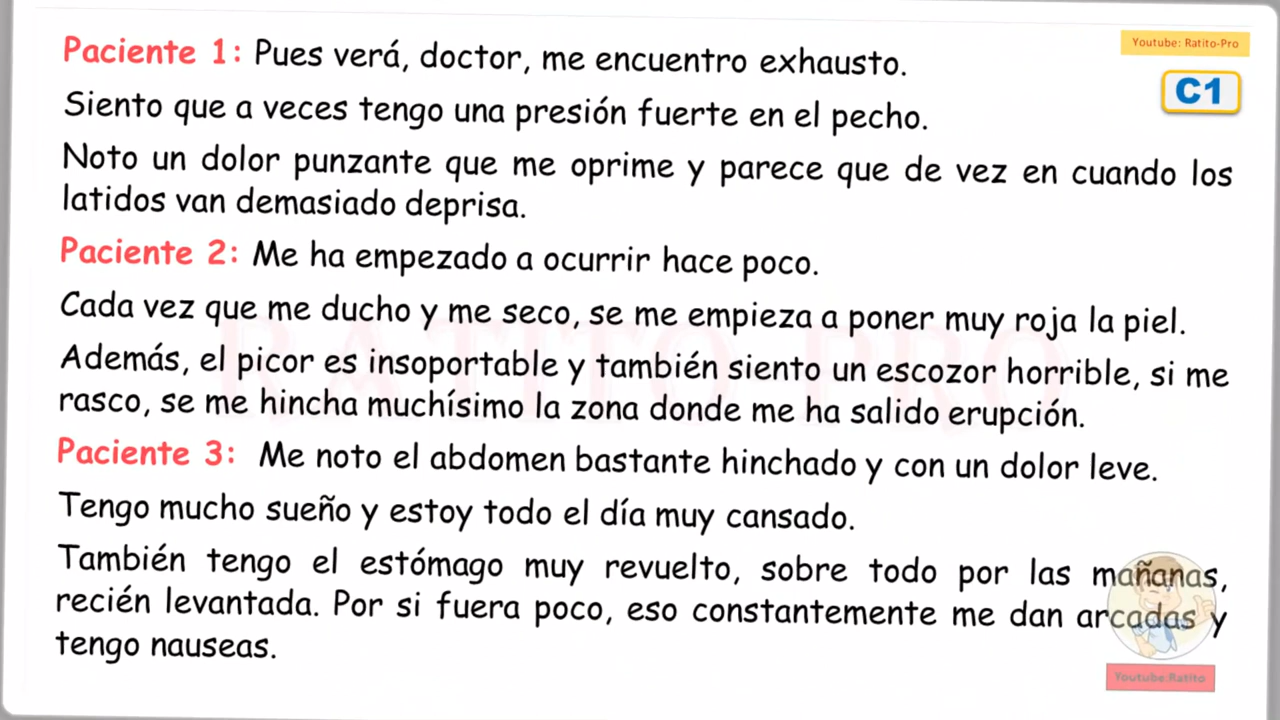 Paciente 1: Pues verá, doctor, me encuentro exhausto.
Youtube: Ratito-Pro
C1
Siento que a veces tengo una presión fuerte en el pecho.
Noto un dolor punzante que me oprime y parece que de vez en cuando los
latidos van demasiado deprisa.
Paciente 2: Me ha empezado a ocurrir hace poco.
Cada vez que me ducho y me seco, se me empieza a poner muy roja la piel.
RATITO PRO
Además, el picor es insoportable y también siento un escozor horrible, si me
rasco, se me hincha muchísimo la zona donde me ha salido erupción.
Paciente 3: Me noto el abdomen bastante hinchado y con un dolor leve.
Tengo mucho sueño y estoy todo el día muy cansado.
También tengo el estómago muy revuelto, sobre todo por las mañanas,
recién levantada. Por si fuera poco, eso constantemente me dan arcadas y
tengo nauseas.
Youtube:Ratito